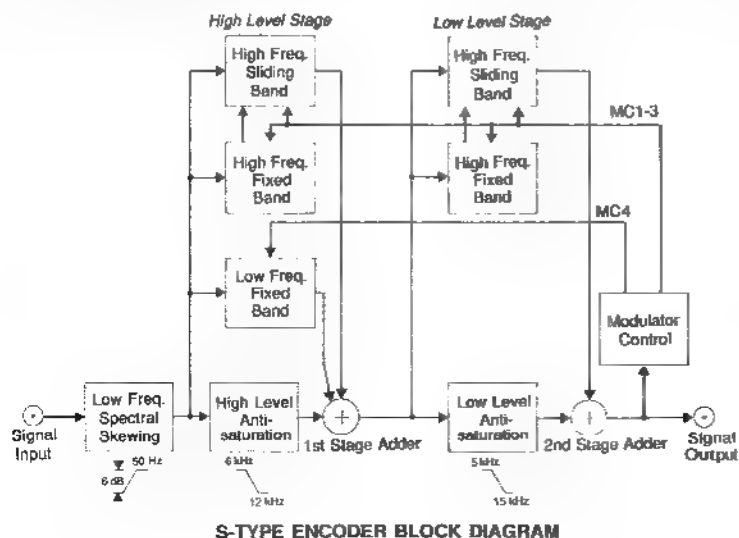 High Level Stage
Low Level Stage
High Freq.
Sliding
Band
High Freq.
Sliding
Band
MC1-3
High Freq.
Fixed
Band
High Freq.
Fixed
Band
MC4
Low Freq.
Fixed
Band
Modulator
Control
Low Freq.
Spectral
Skewing
High Level
Anti-
saturation
Low Level
Anti-
saturation
Signal
Input
1st Stage Adder
2nd Stage Adder
Signal
Output
50 Hz
6 dB
6 kHz
12 kHz
5 kHz
15 kHz
S-TYPE ENCODER BLOCK DIAGRAM